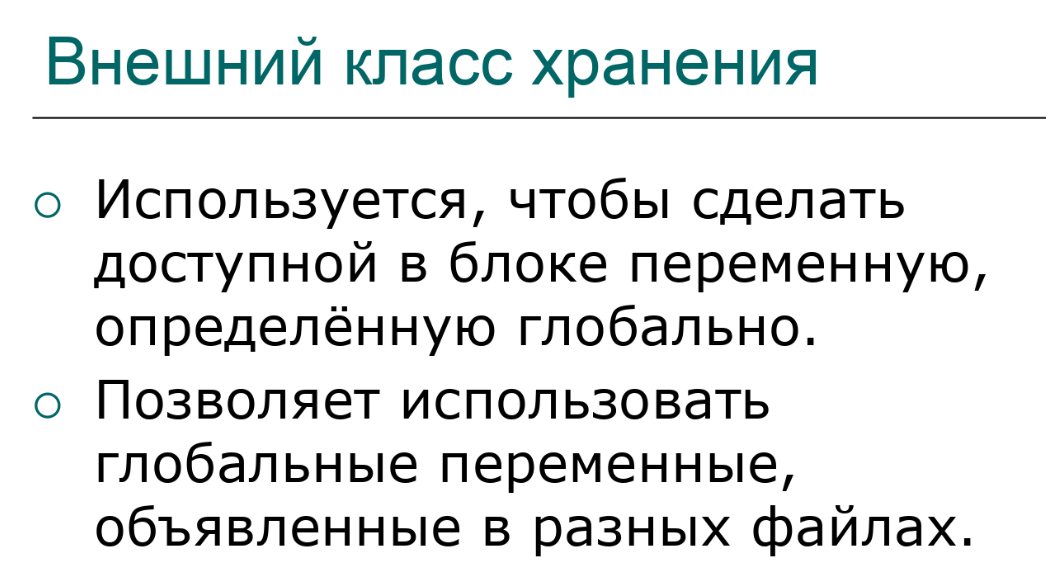 Внешний класс хранения
Используется, чтобы сделать
доступной в блоке переменную,
определённую глобально.
Позволяет использовать
глобальные переменные,
объявленные в разных файлах.